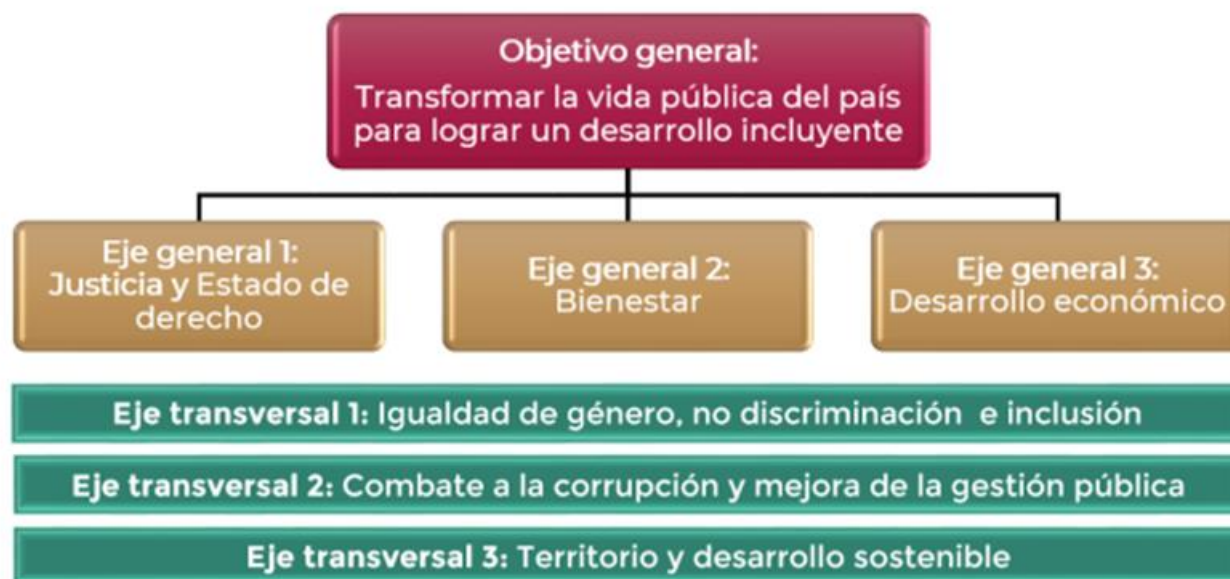 Objetivo general:
Transformar la vida pública del país
para lograr un desarrollo incluyente
Eje general 1:
Justicia y Estado de
derecho
Eje general 2:
Bienestar
Eje general 3:
Desarrollo económico
Eje transversal 1: Igualdad de género, no discriminación e inclusión
Eje transversal 2: Combate a la corrupción y mejora de la gestión pública
Eje transversal 3: Territorio y desarrollo sostenible